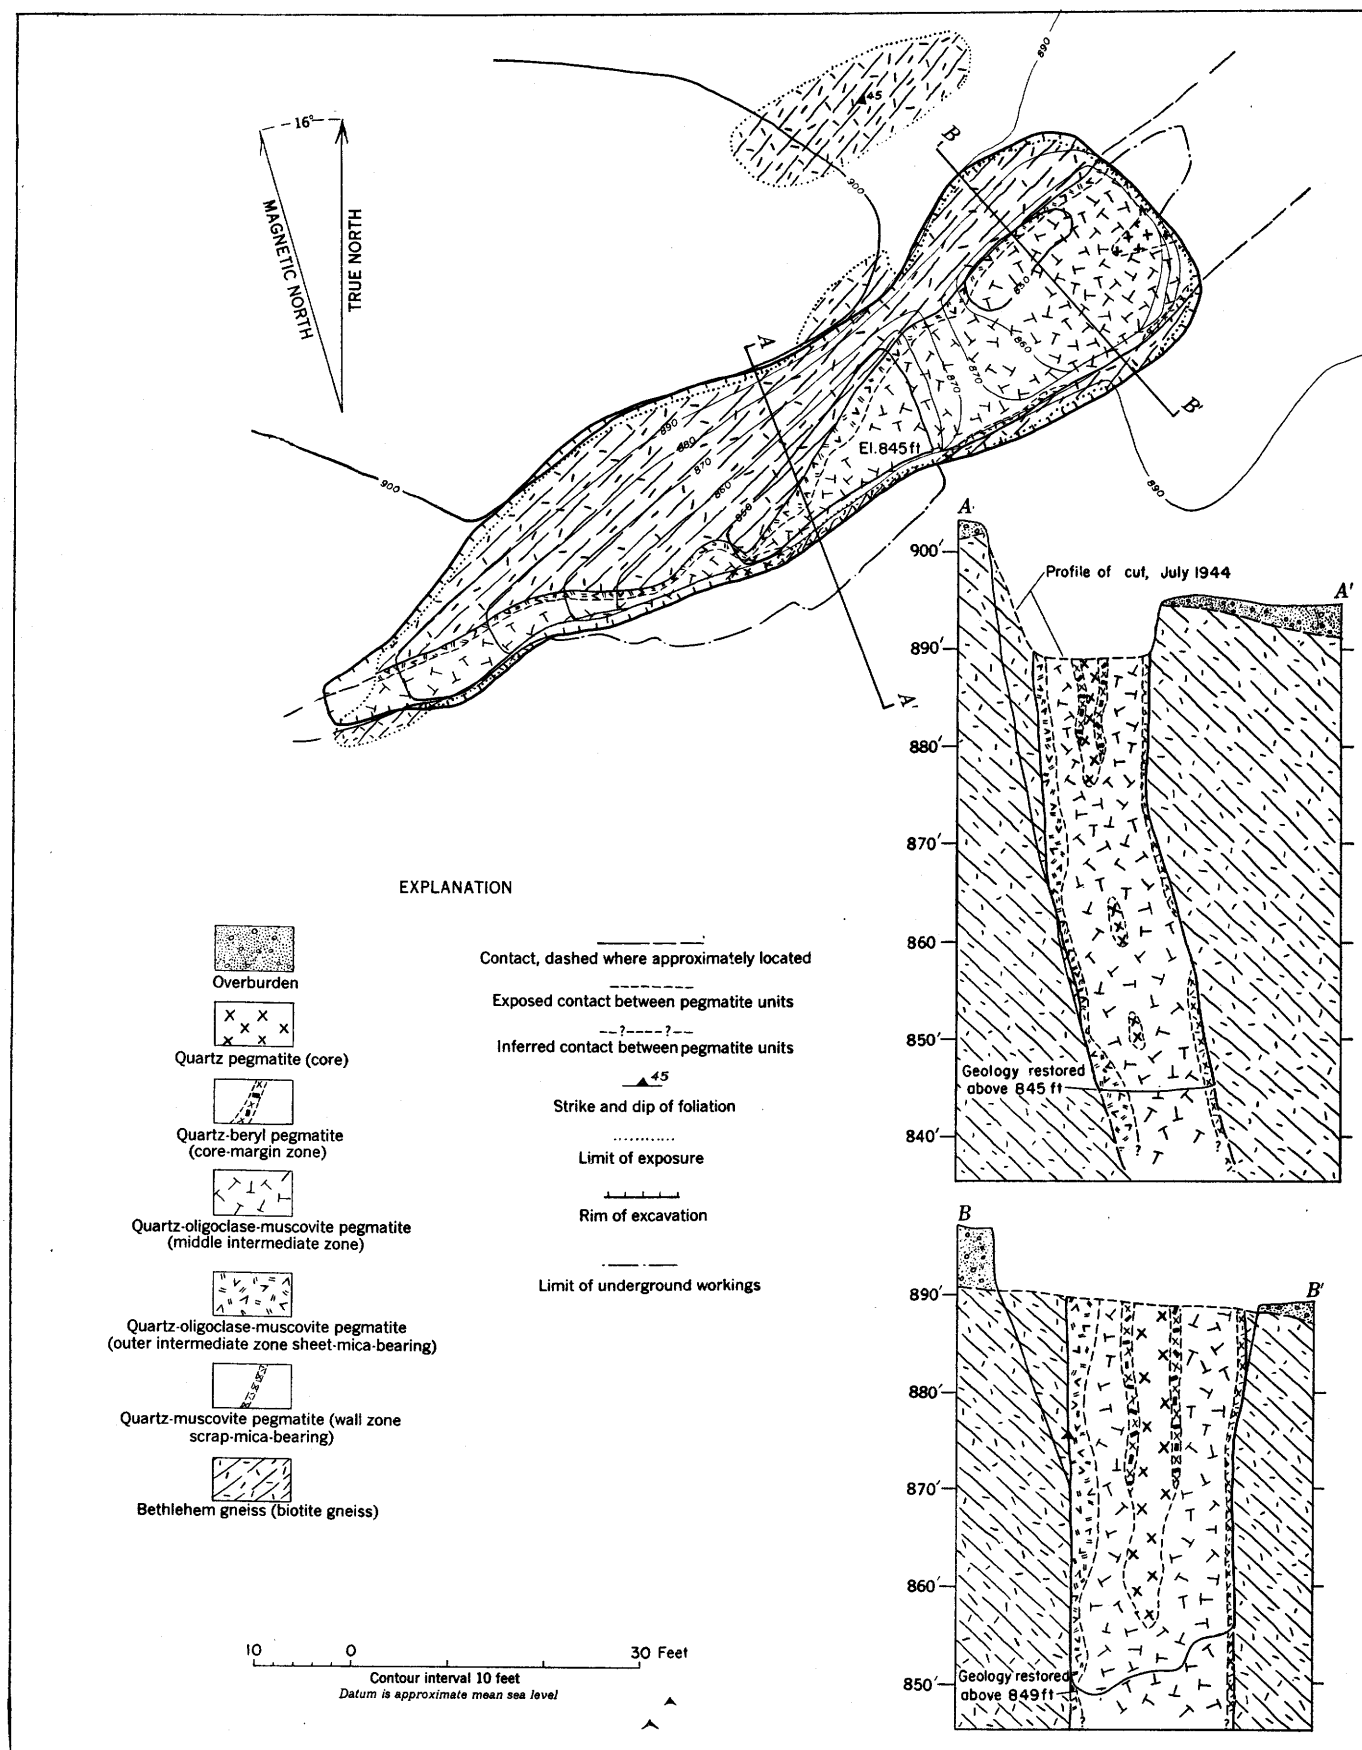 890
45
B
900
16°
MAGNETIC NORTH
TRUE NORTH
850
860
870
870
A
B'
El. 845 ft
890
880
870
860
850
900
890
A'
A
A'
900'
Profile of cut, July 1944
890'
880'
870'
860'
850'
Geology restored
above 845 ft
840'
EXPLANATION
Overburden
Quartz pegmatite (core)
Quartz-beryl pegmatite
(core-margin zone)
Quartz-oligoclase-muscovite pegmatite
(middle intermediate zone)
Quartz-oligoclase-muscovite pegmatite
(outer intermediate zone sheet-mica-bearing)
Quartz-muscovite pegmatite (wall zone
scrap-mica-bearing)
Bethlehem gneiss (biotite gneiss)
Contact, dashed where approximately located
Exposed contact between pegmatite units
--?----?--
Inferred contact between pegmatite units
45
Strike and dip of foliation
Limit of exposure
Rim of excavation
Limit of underground workings
B
B'
890'
880'
870'
860'
850'
Geology restored
above 849 ft
10 0 30 Feet
Contour interval 10 feet
Datum is approximate mean sea level